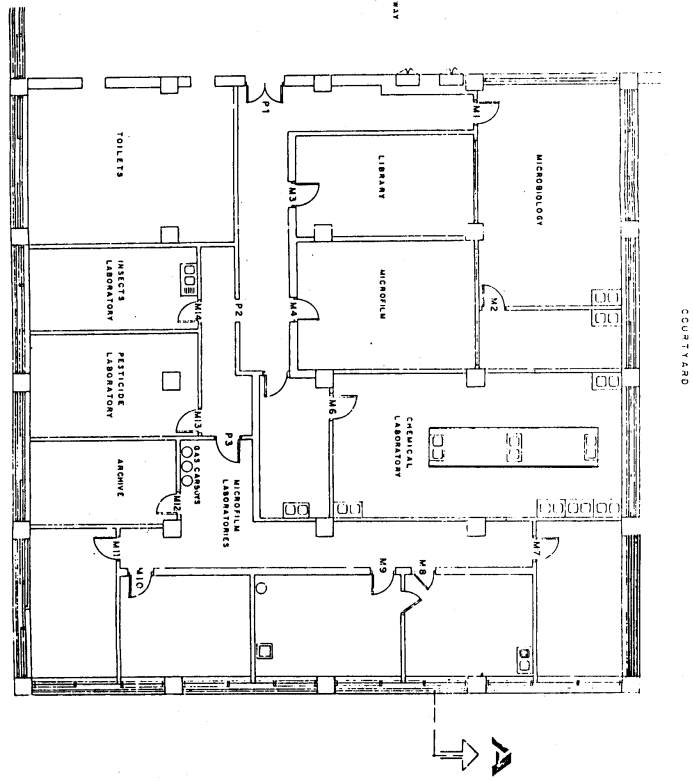 WAY
COURTYARD
P1
M1
TOILETS
LIBRARY
MICROBIOLOGY
M3
INSECTS
LABORATORY
M14
P2
M4
MICROFILM
M2
PESTICIDE
LABORATORY
M13
P3
M6
CHEMICAL
LABORATORY
ARCHIVE
M12
GAS CARBOYS
MICROFILM
LABORATORIES
M11
M10
M9
M8
M7
A